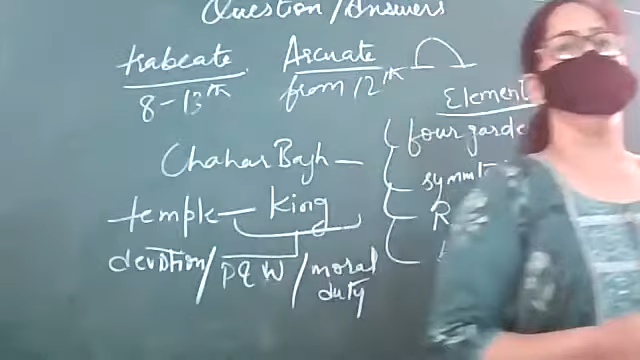 Question/Answers
trabeate Arcuate
8-13th from 12th
Element
Chahar Bagh - four garde
symmt
temple - King R
devotion/pqw/moral
duty